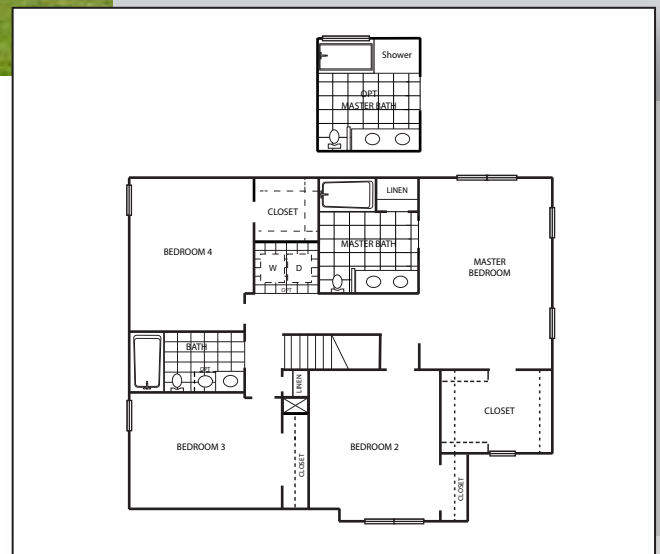 Shower
OPT.
MASTER BATH
LINEN
CLOSET
BEDROOM 4
MASTER BATH
MASTER
BEDROOM
W
D
OPT
BATH
OPT
LINEN
CLOSET
BEDROOM 3
BEDROOM 2
CLOSET
CLOSET